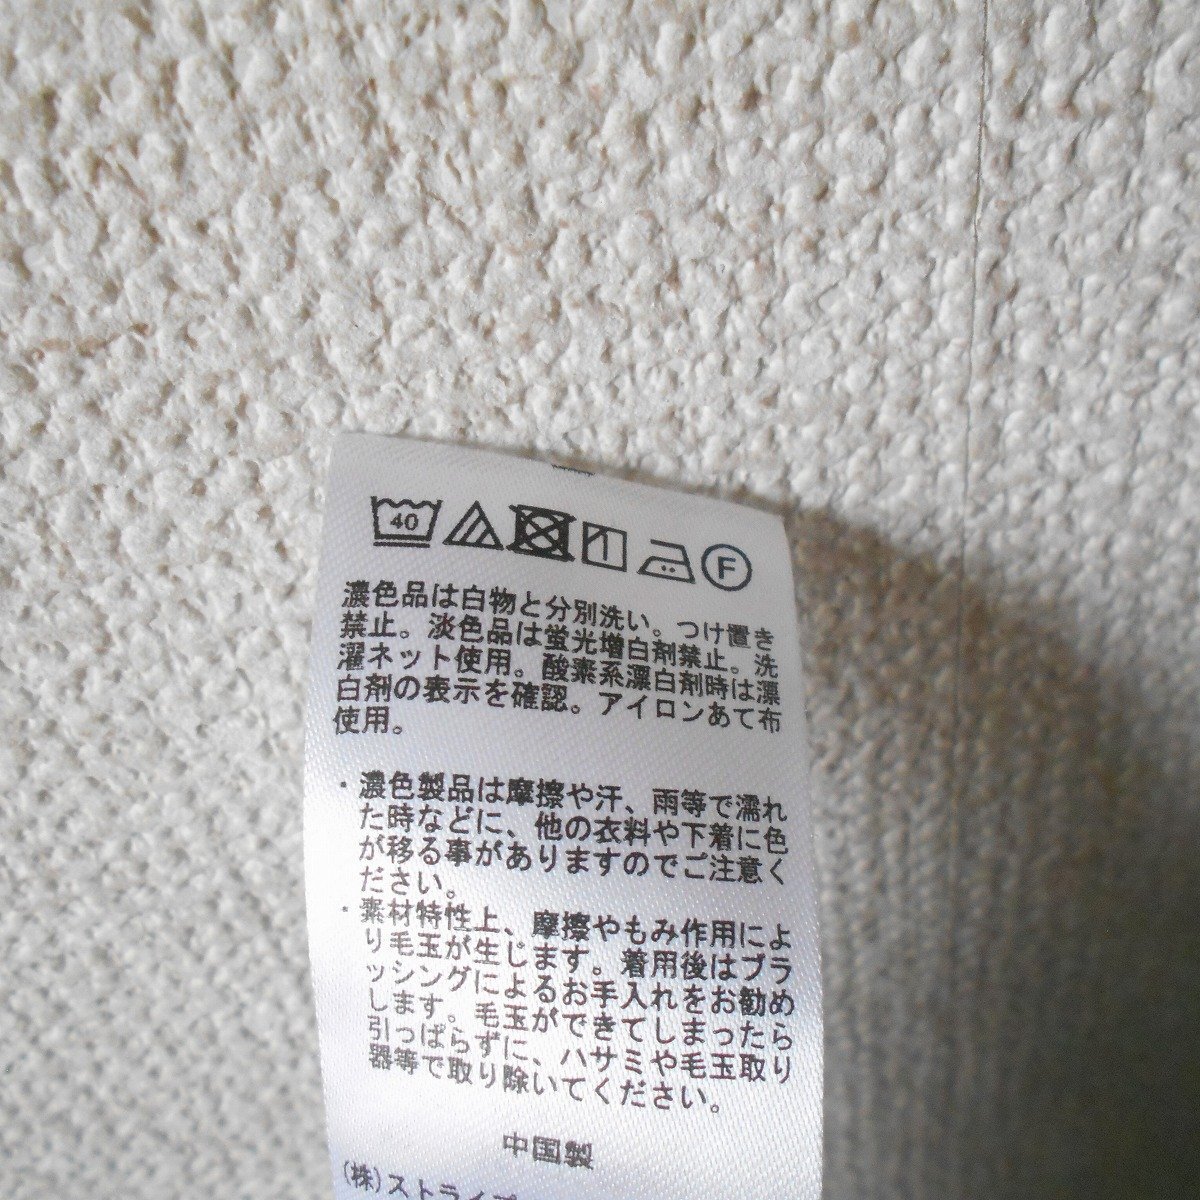 40 F
濃色品は白物と分別洗い。つけ置き
禁止。淡色品は蛍光増白剤禁止。洗
濯ネット使用。酸素系漂白剤時は漂
白剤の表示を確認。アイロンあて布
使用。
・濃色製品は摩擦や汗、雨等で濡れ
た時などに、他の衣料や下着に色
が移る事がありますのでご注意く
ださい。
・素材特性上、摩擦やもみ作用によ
り毛玉が生じます。着用後はブラ
ッシングによるお手入れをお勧め
します。毛玉ができてしまったら
引っぱらずに、ハサミや毛玉取り
器等で取り除いてください。
中国製
(株)ストライプ